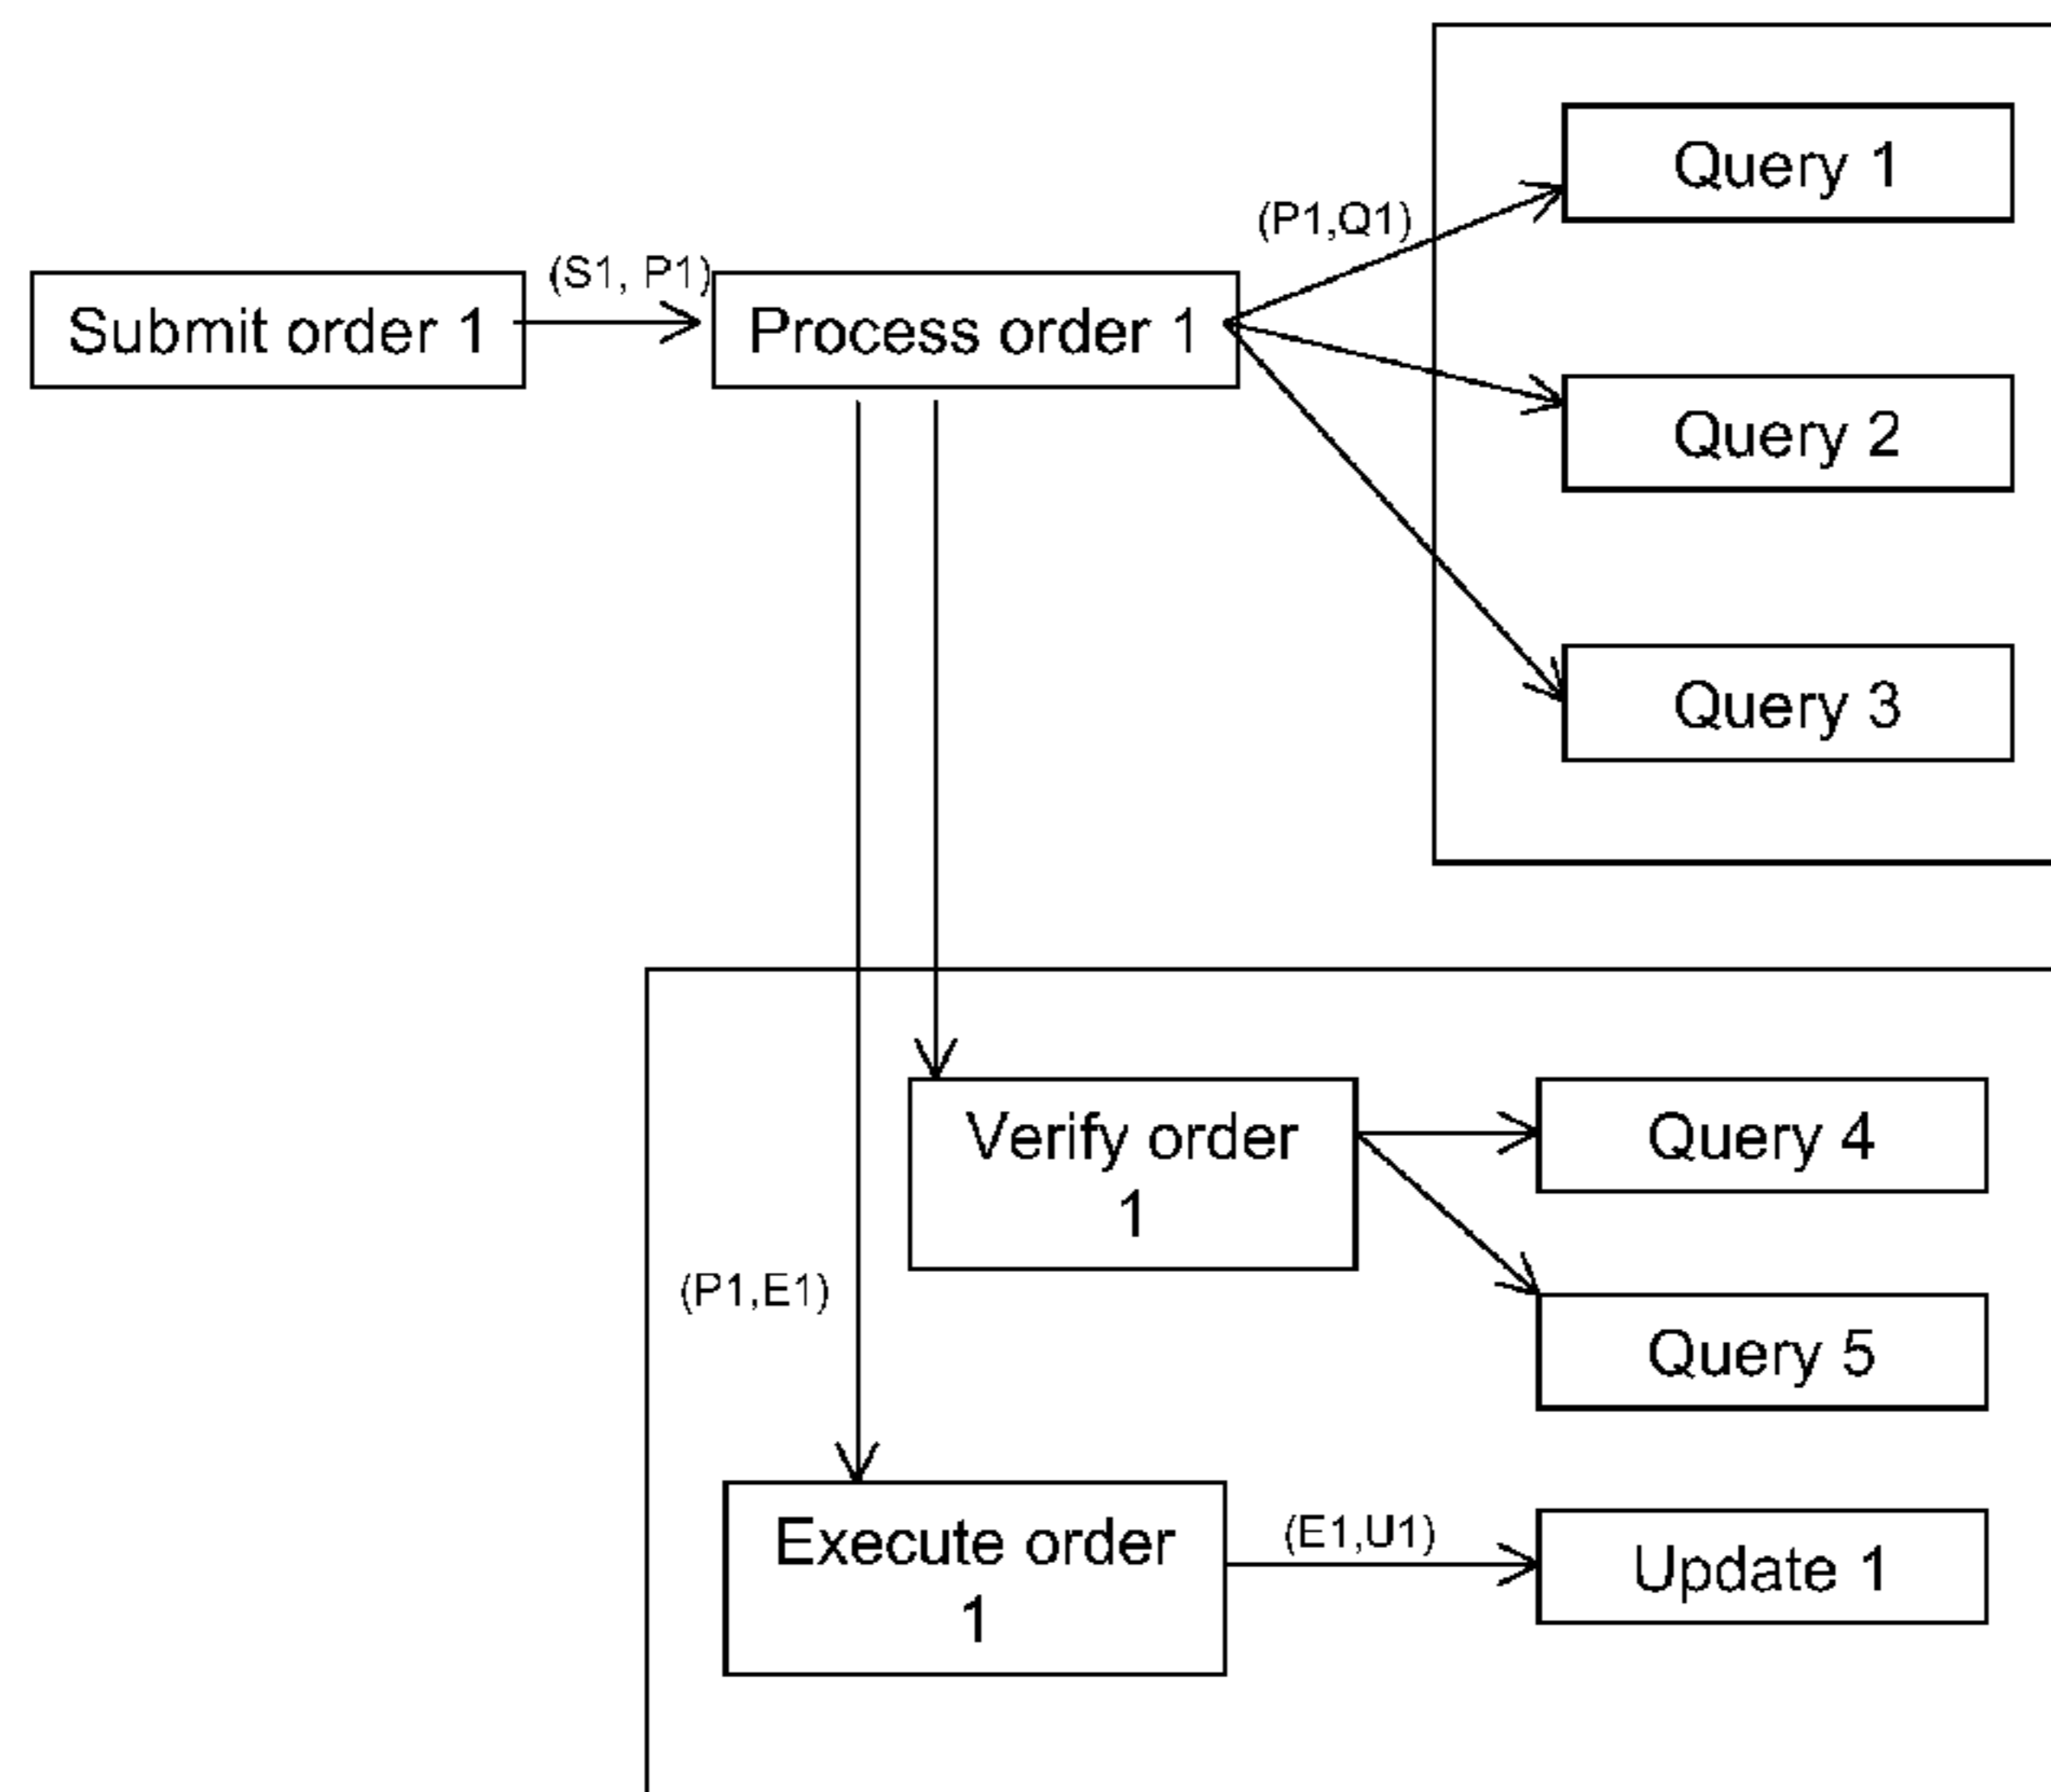 Query 1
(P1,Q1)
(S1, P1)
Submit order 1
Process order 1
Query 2
Query 3
Verify order
1
Query 4
(P1,E1)
Query 5
Execute order
1
(E1,U1)
Update 1